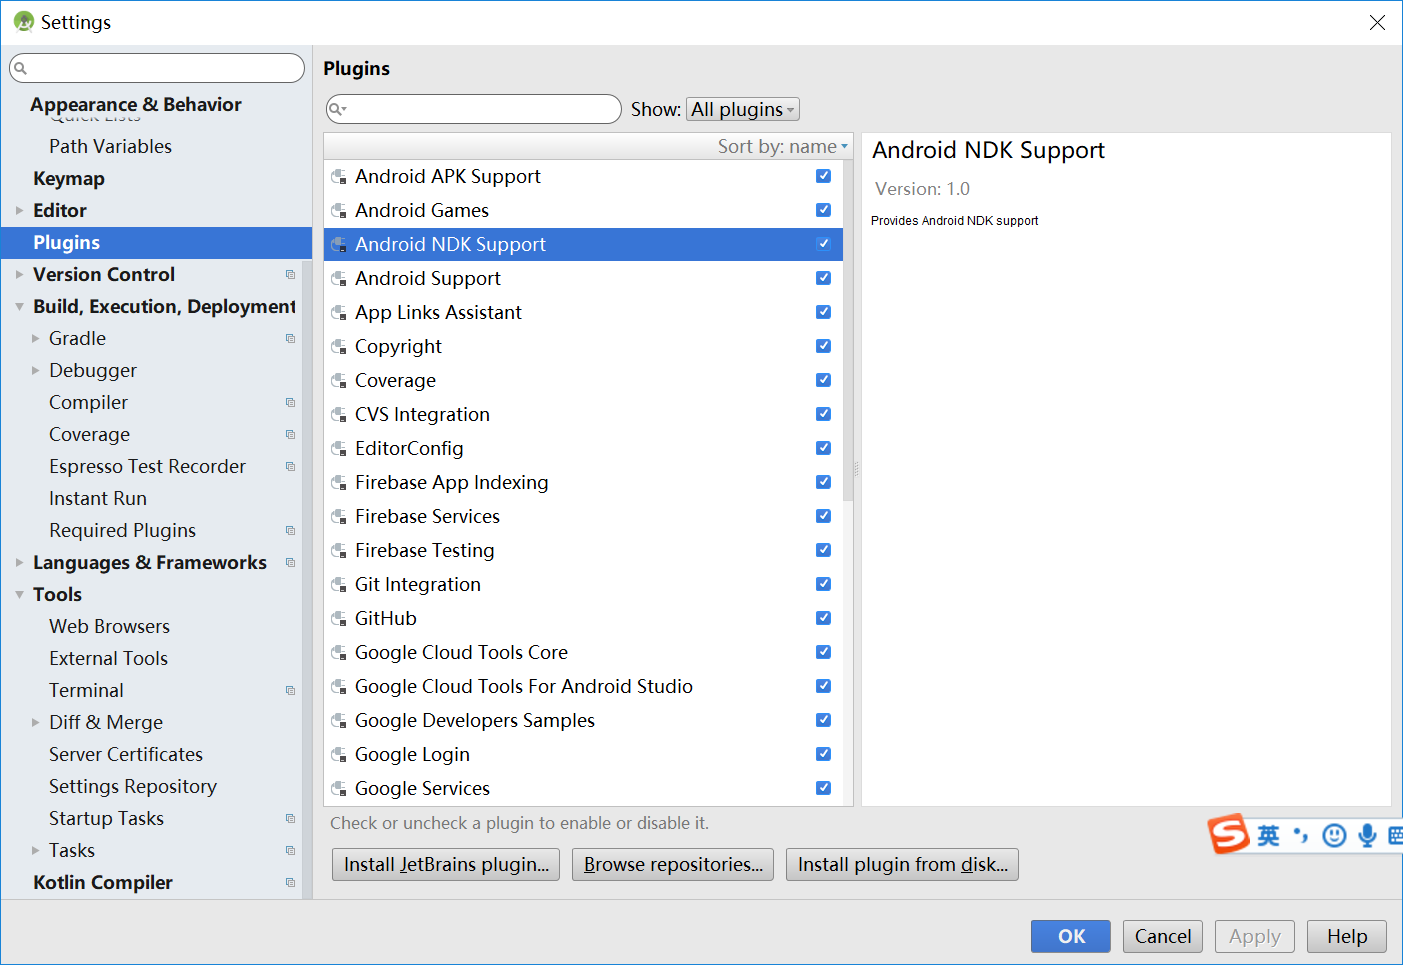 Settings
Appearance & Behavior
Quick Lists
Path Variables
Keymap
Editor
Plugins
Version Control
Build, Execution, Deployment
Gradle
Debugger
Compiler
Coverage
Espresso Test Recorder
Instant Run
Required Plugins
Languages & Frameworks
Tools
Web Browsers
External Tools
Terminal
Diff & Merge
Server Certificates
Settings Repository
Startup Tasks
Tasks
Kotlin Compiler
Plugins
Show: All plugins
Sort by: name
Android APK Support
Android Games
Android NDK Support
Android Support
App Links Assistant
Copyright
Coverage
CVS Integration
EditorConfig
Firebase App Indexing
Firebase Services
Firebase Testing
Git Integration
GitHub
Google Cloud Tools Core
Google Cloud Tools For Android Studio
Google Developers Samples
Google Login
Google Services
Check or uncheck a plugin to enable or disable it.
Install JetBrains plugin... Browse repositories... Install plugin from disk...
Android NDK Support
Version: 1.0
Provides Android NDK support
S 英
OK Cancel Apply Help